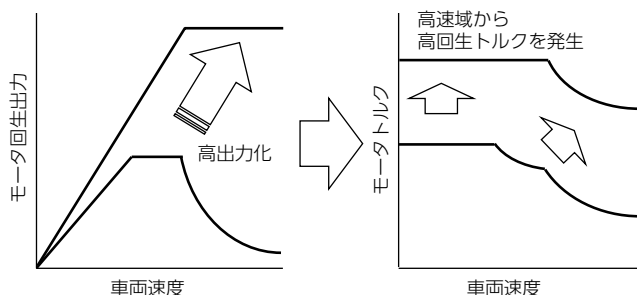 モータ回生出力
高出力化
車両速度
高速域から
高回生トルクを発生
モータトルク
車両速度